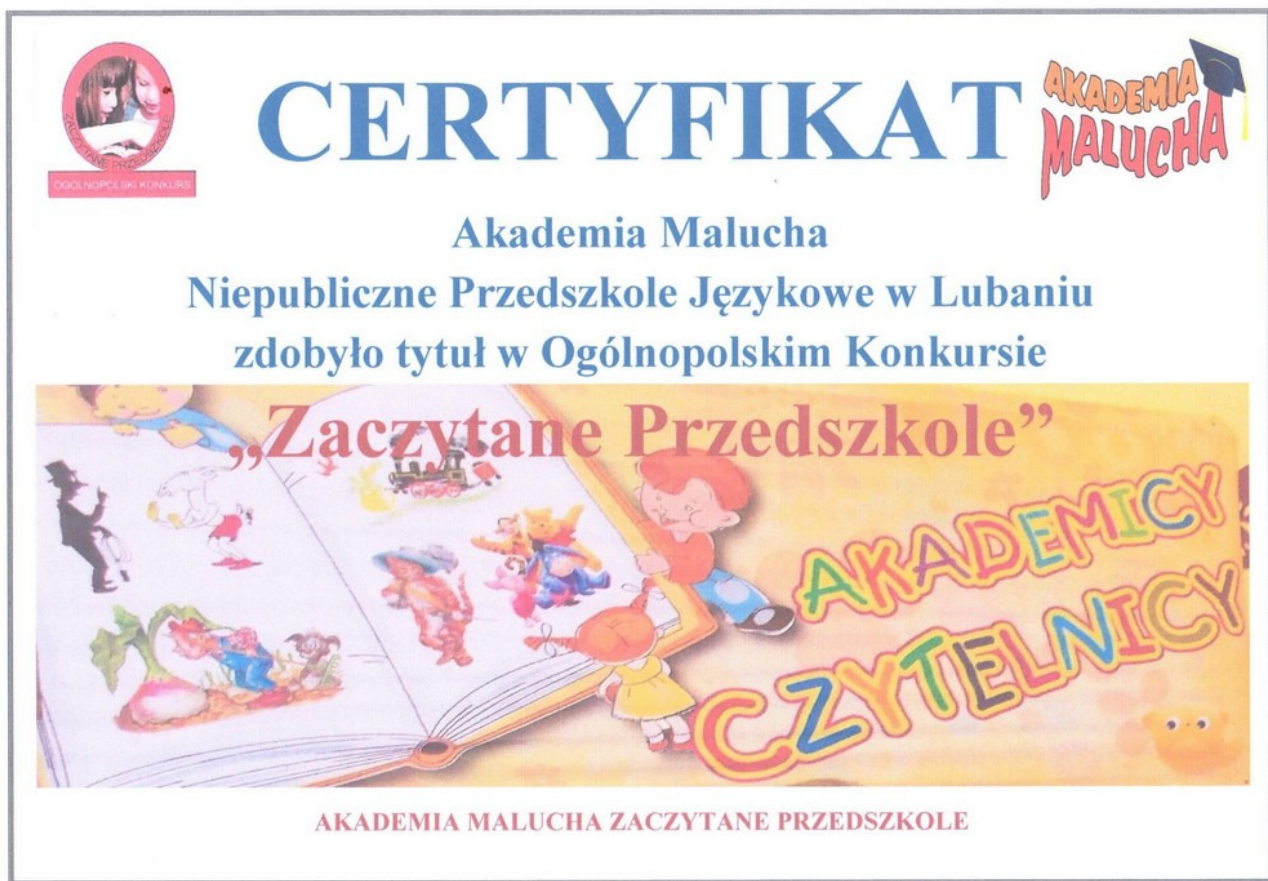 ZACZYTANE PRZEDSZKOLE
OGÓLNOPOLSKI KONKURS
CERTYFIKAT
AKADEMIA
MALUCHA
Akademia Malucha
Niepubliczne Przedszkole Językowe w Lubaniu
zdobyło tytuł w Ogólnopolskim Konkursie
„Zaczytane Przedszkole”
AKADEMICY
CZYTELNICY
AKADEMIA MALUCHA ZACZYTANE PRZEDSZKOLE